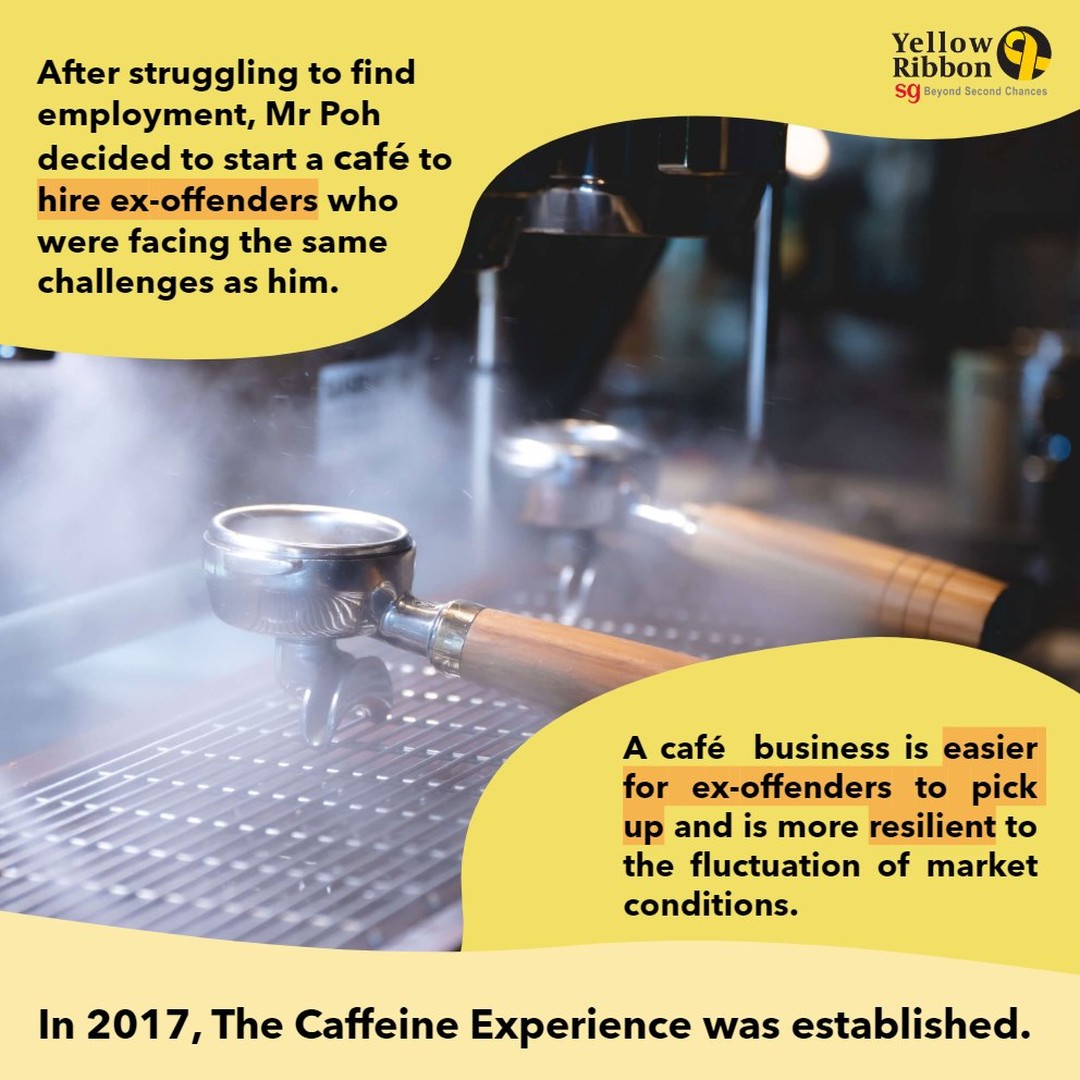 Yellow
Ribbon
sg Beyond Second Chances
After struggling to find
employment, Mr Poh
decided to start a café to
hire ex-offenders who
were facing the same
challenges as him.
A café business is easier
for ex-offenders to pick
up and is more resilient to
the fluctuation of market
conditions.
In 2017, The Caffeine Experience was established.